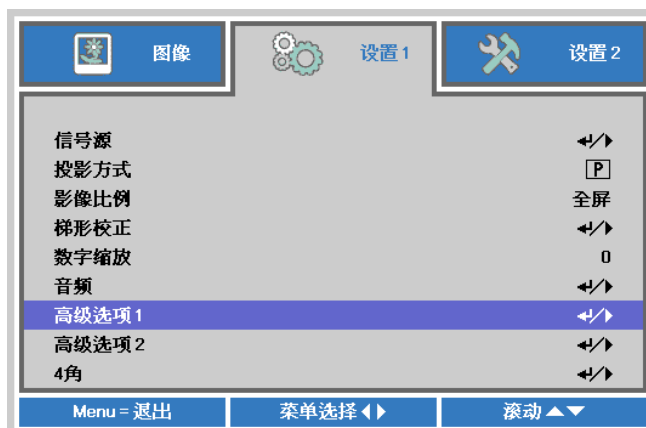 图像 设置1 设置2
信号源
投影方式 P
影像比例 全屏
梯形校正
数字缩放 0
音频
高级选项1
高级选项2
4角
Menu = 退出 菜单选择◀▶ 滚动▲▼